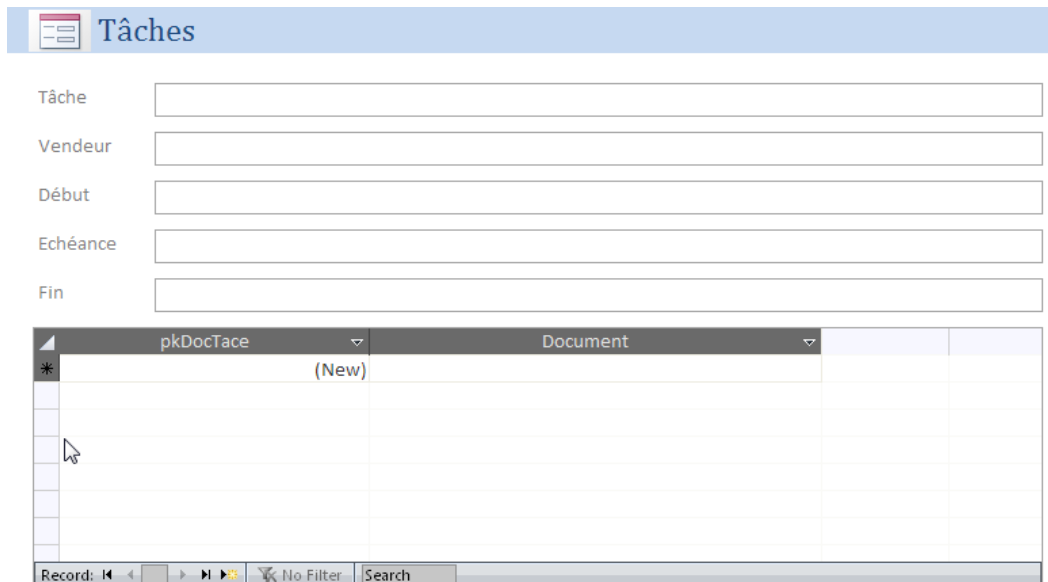 Tâches
Tâche
Vendeur
Début
Echéance
Fin
pkDocTace Document
(New)
Record: No Filter Search